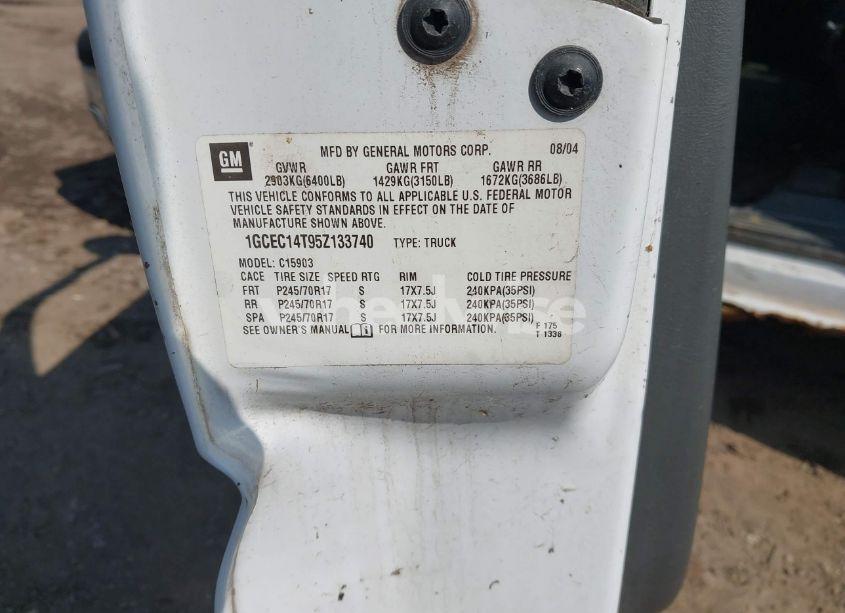 GM
MFD BY GENERAL MOTORS CORP. 08/04
GVWR GAWR FRT GAWR RR
2903KG(6400LB) 1429KG(3150LB) 1672KG(3686LB)
THIS VEHICLE CONFORMS TO ALL APPLICABLE U.S. FEDERAL MOTOR
VEHICLE SAFETY STANDARDS IN EFFECT ON THE DATE OF
MANUFACTURE SHOWN ABOVE.
1GCEC14T95Z133740 TYPE: TRUCK
MODEL: C15903
CACE TIRE SIZE SPEED RTG RIM COLD TIRE PRESSURE
FRT P245/70R17 S 17X7.5J 240KPA(35PSI)
RR P245/70R17 S 17X7.5J 240KPA(35PSI)
SPA P245/70R17 S 17X7.5J 240KPA(35PSI)
SEE OWNER'S MANUAL FOR MORE INFORMATION.
F 175
T 1338